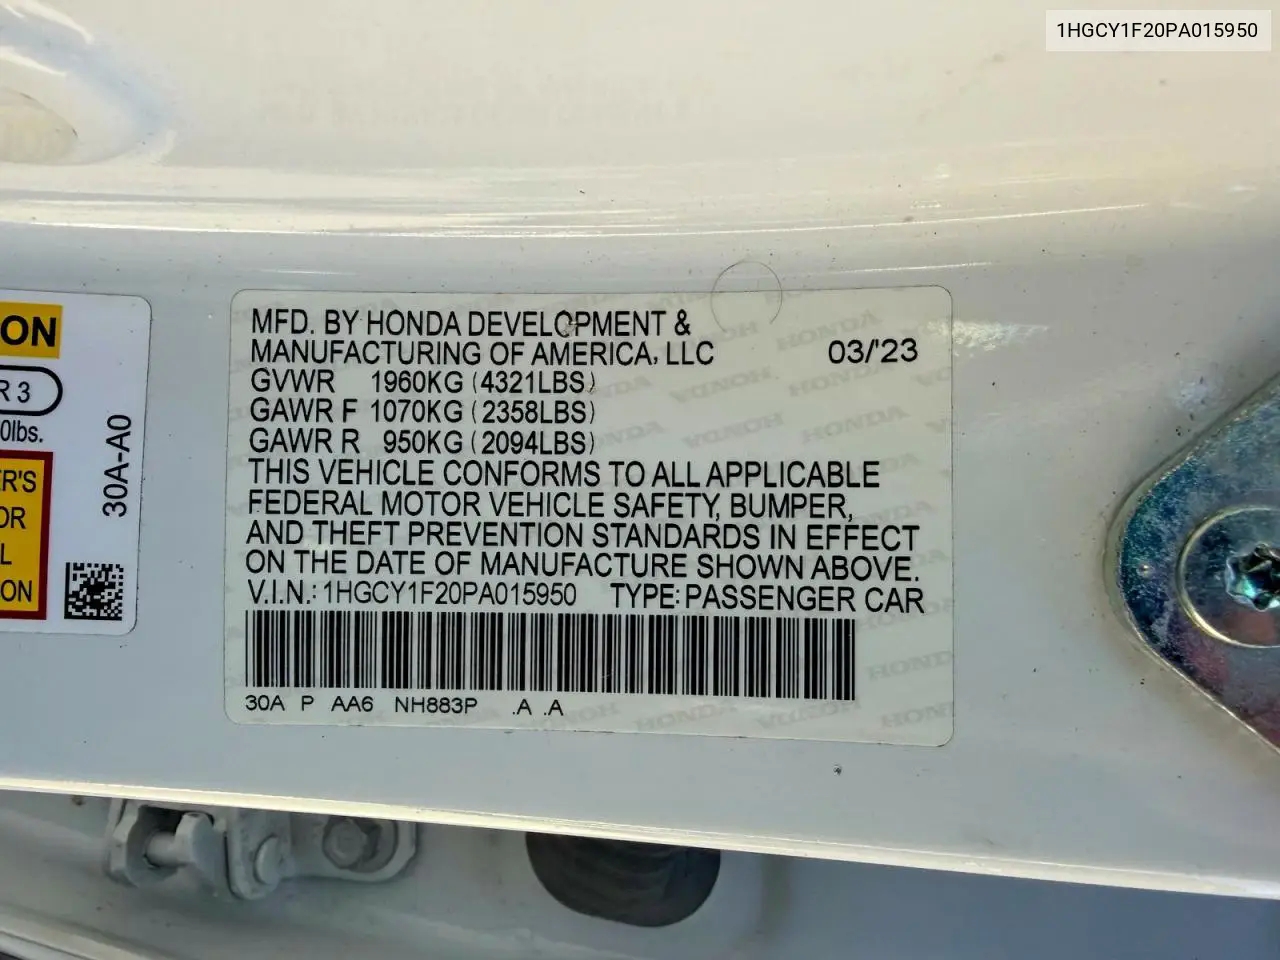 1HGCY1F20PA015950
ON
R 3
0lbs.
ER'S
OR
L
ON
30A-A0
MFD. BY HONDA DEVELOPMENT &
MANUFACTURING OF AMERICA, LLC 03/'23
GVWR 1960KG (4321LBS)
GAWR F 1070KG (2358LBS)
GAWR R 950KG (2094LBS)
THIS VEHICLE CONFORMS TO ALL APPLICABLE
FEDERAL MOTOR VEHICLE SAFETY, BUMPER,
AND THEFT PREVENTION STANDARDS IN EFFECT
ON THE DATE OF MANUFACTURE SHOWN ABOVE.
V.I.N.: 1HGCY1F20PA015950 TYPE: PASSENGER CAR
30A P AA6 NH883P .A .A